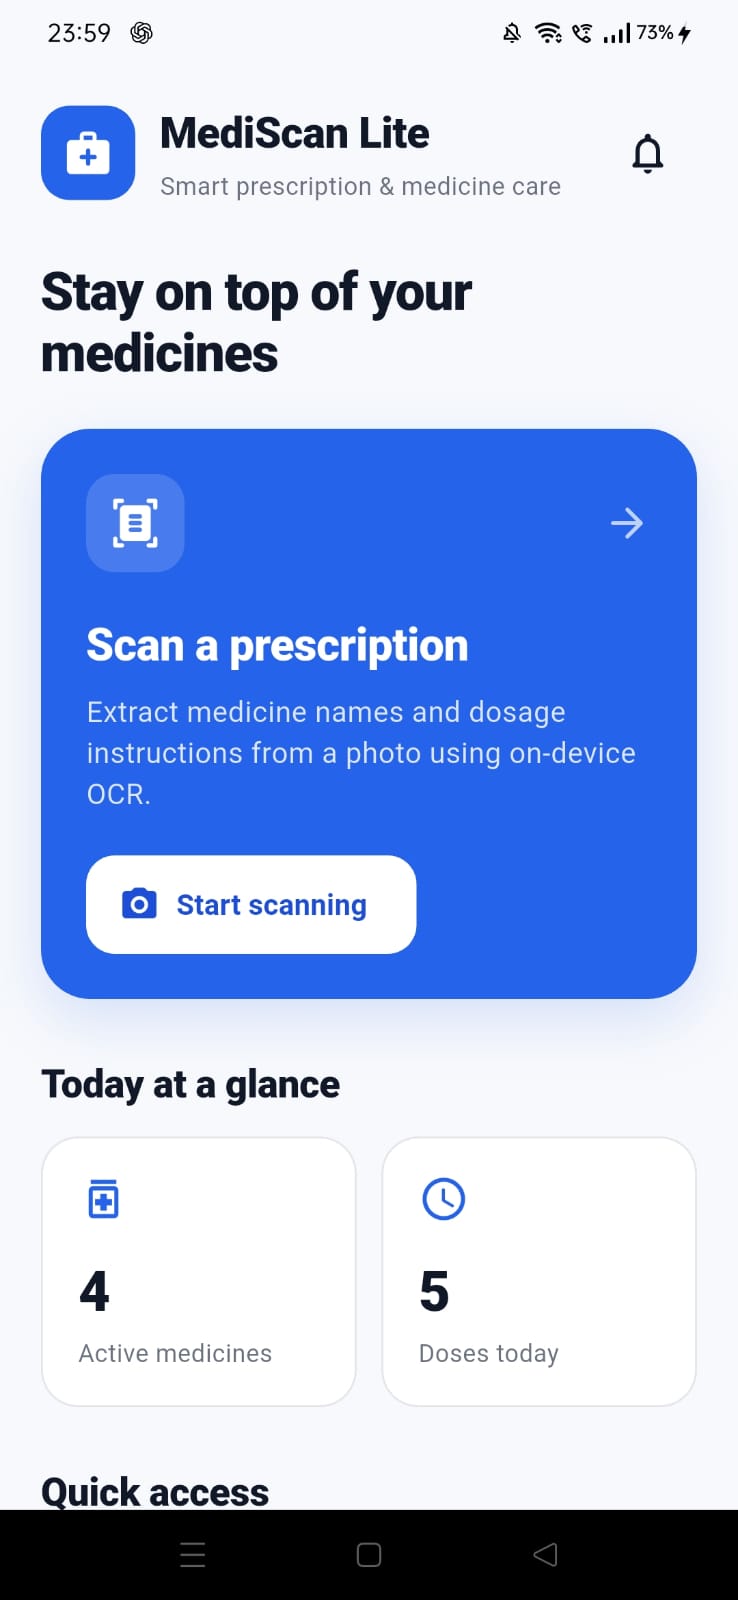 23:59
73%
MediScan Lite
Smart prescription & medicine care
Stay on top of your
medicines
Scan a prescription
Extract medicine names and dosage
instructions from a photo using on-device
OCR.
Start scanning
Today at a glance
4
Active medicines
5
Doses today
Quick access